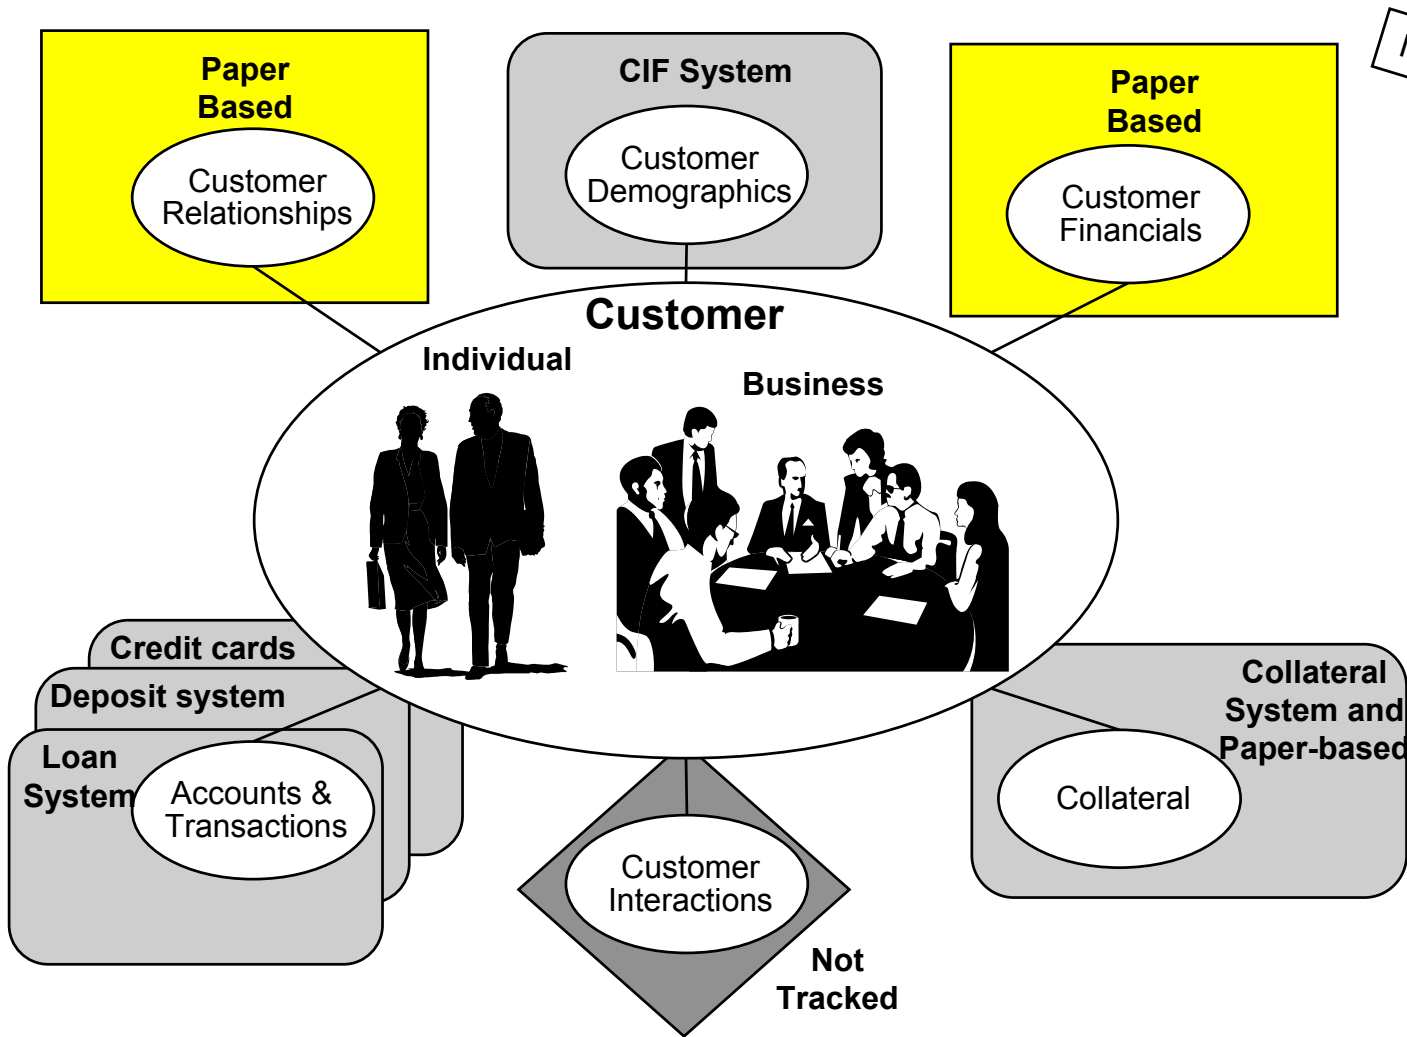 Paper
Based
Customer
Relationships
CIF System
Customer
Demographics
Paper
Based
Customer
Financials
Customer
Individual
Business
Credit cards
Deposit system
Loan
System
Accounts &
Transactions
Customer
Interactions
Not
Tracked
Collateral
System and
Paper-based
Collateral